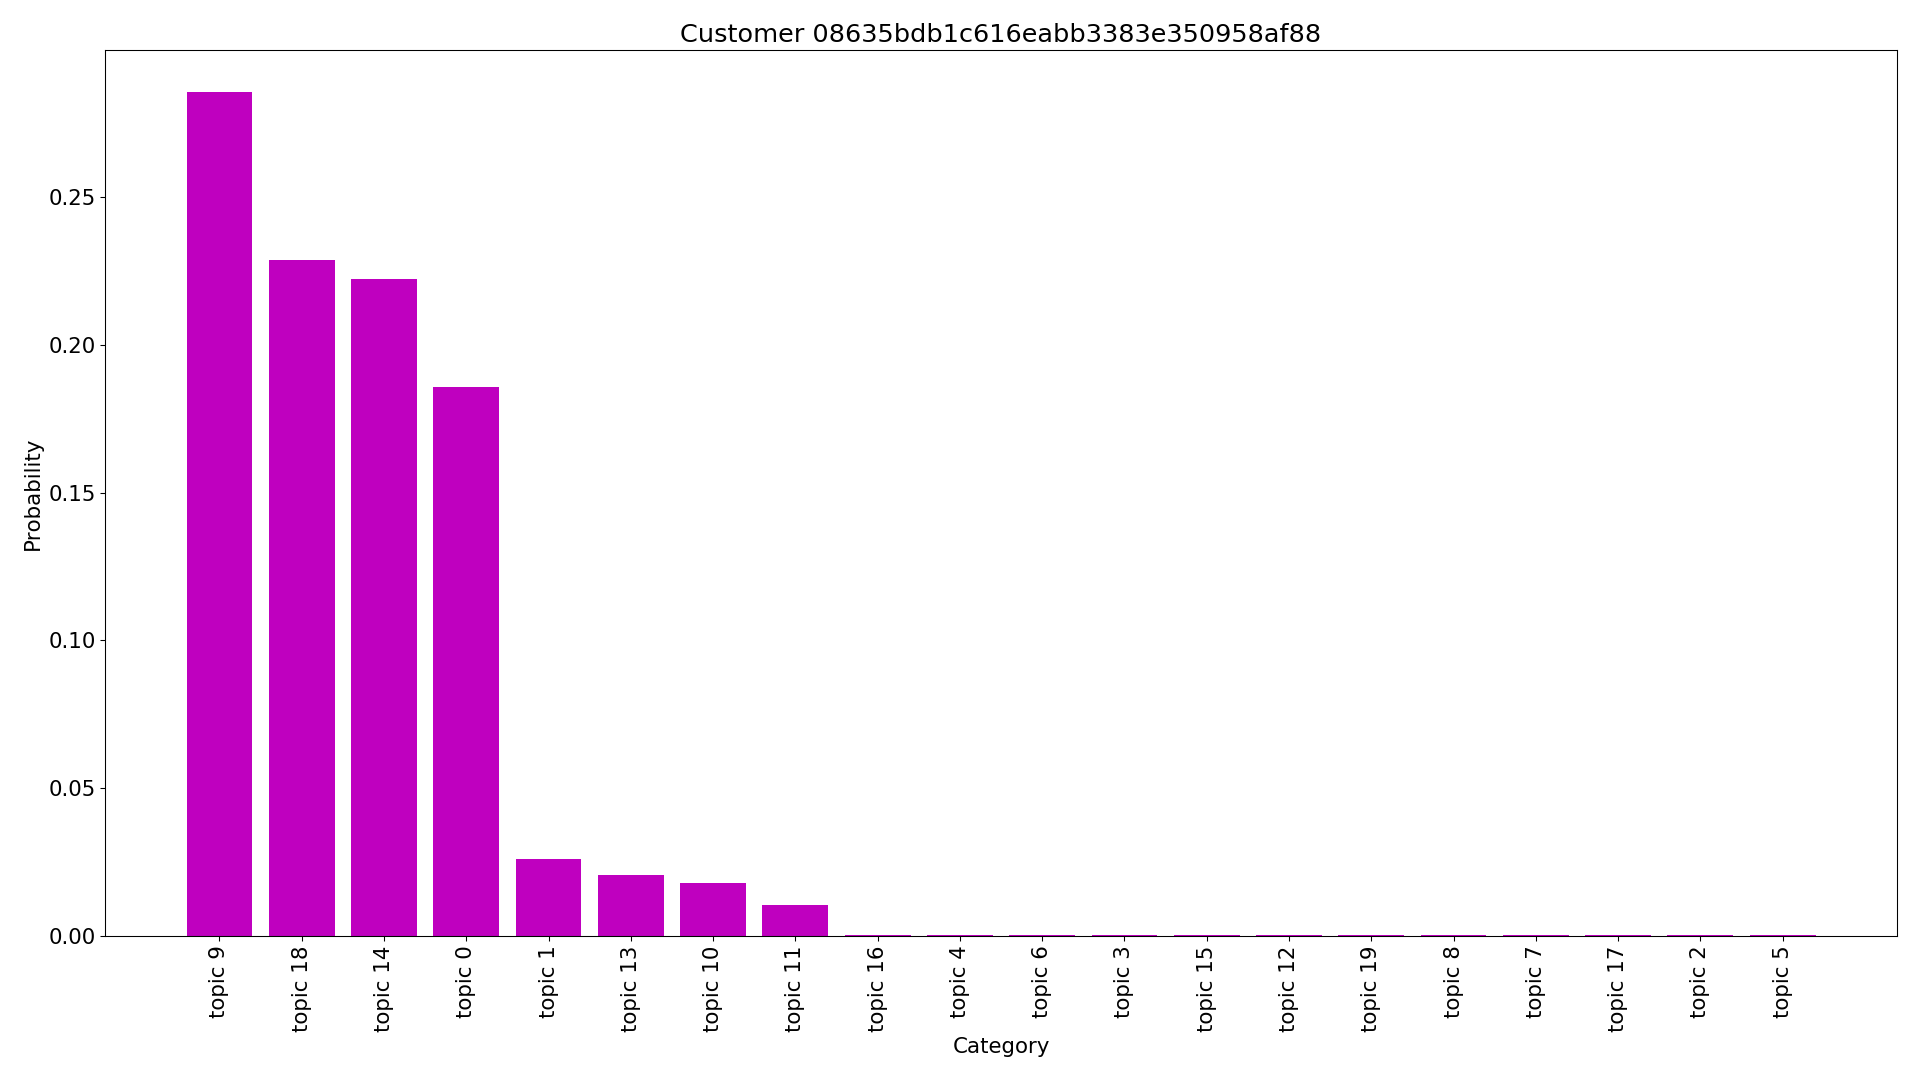 Customer 08635bdb1c616eabb3383e350958af88
Probability
0.25
0.20
0.15
0.10
0.05
0.00
topic 9
topic 18
topic 14
topic 0
topic 1
topic 13
topic 10
topic 11
topic 16
topic 4
topic 6
topic 3
topic 15
topic 12
topic 19
topic 8
topic 7
topic 17
topic 2
topic 5
Category